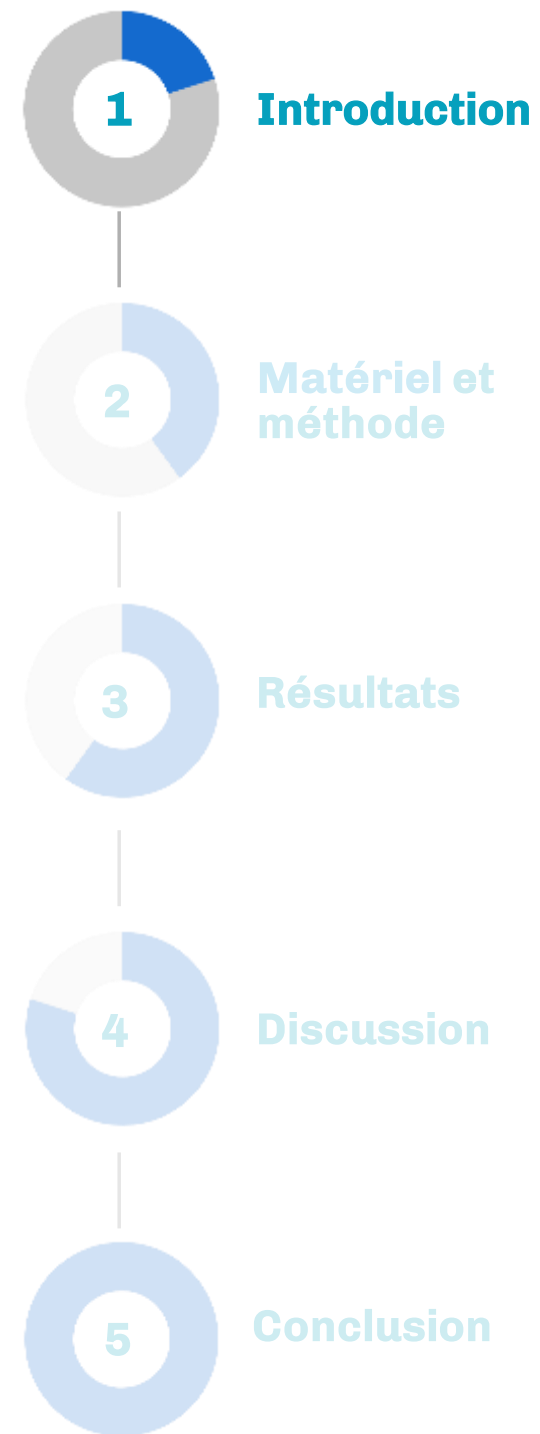 1
Introduction
2
Matériel et
méthode
3
Résultats
4
Discussion
5
Conclusion